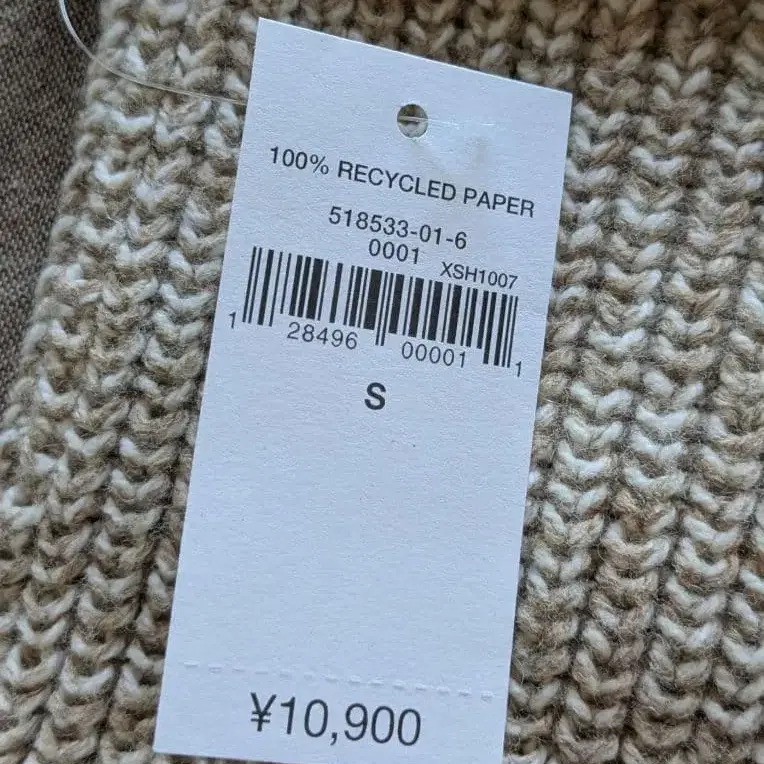 100% RECYCLED PAPER
518533-01-6
0001 XSH1007
1 28496 00001 1
S
¥10,900